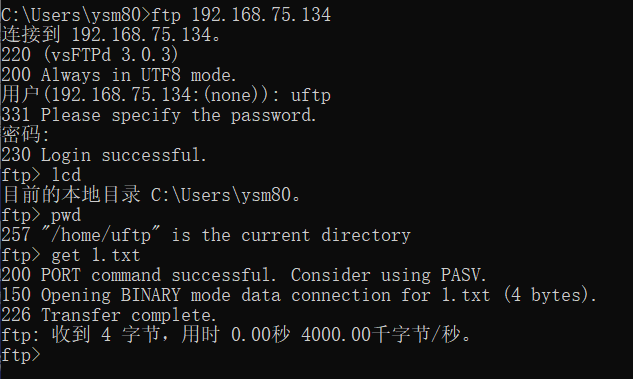 C:\Users\ysm80>ftp 192.168.75.134
连接到 192.168.75.134。
220 (vsFTPd 3.0.3)
200 Always in UTF8 mode.
用户(192.168.75.134:(none)): uftp
331 Please specify the password.
密码:
230 Login successful.
ftp> lcd
目前的本地目录 C:\Users\ysm80。
ftp> pwd
257 "/home/uftp" is the current directory
ftp> get 1.txt
200 PORT command successful. Consider using PASV.
150 Opening BINARY mode data connection for 1.txt (4 bytes).
226 Transfer complete.
ftp: 收到 4 字节，用时 0.00秒 4000.00千字节/秒。
ftp>